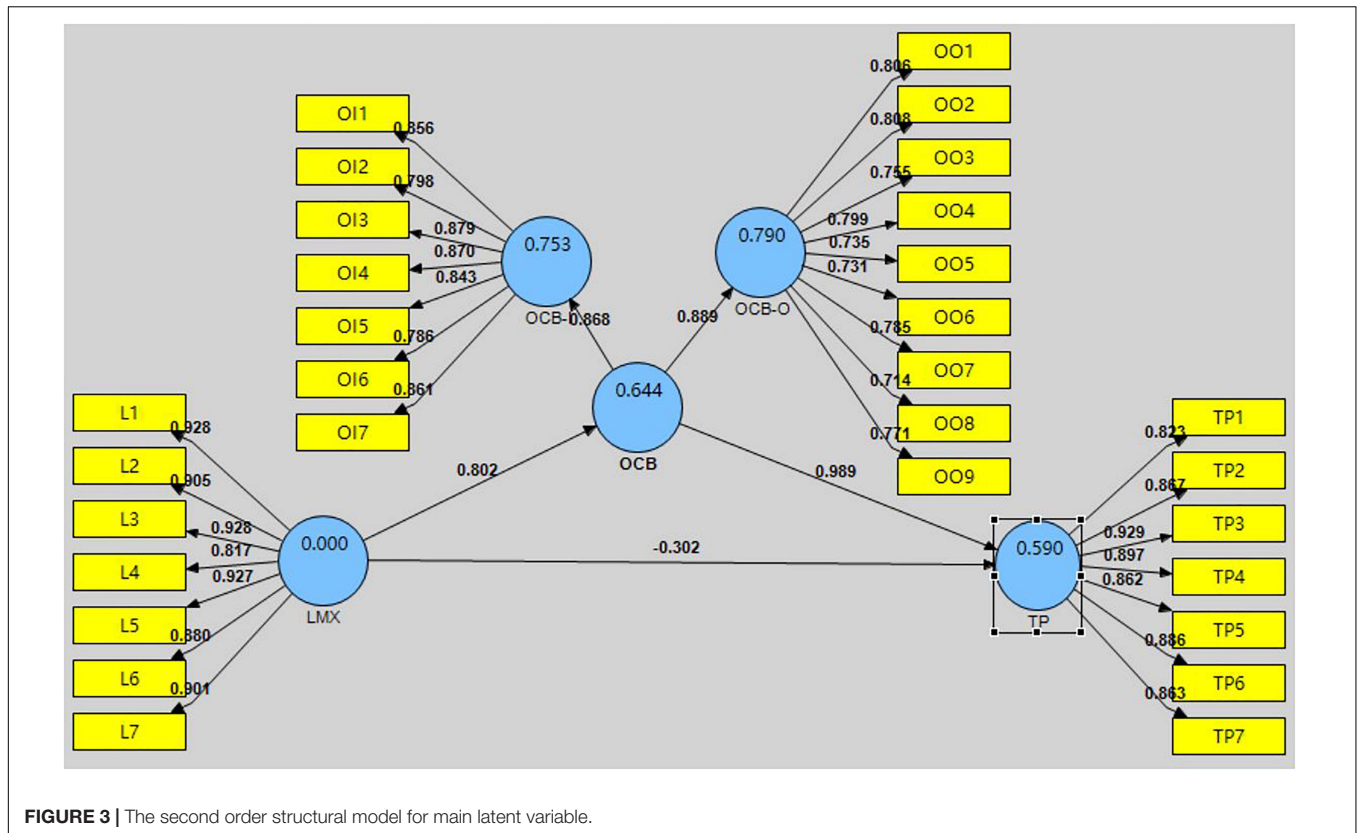 OO1
0.806
OO2
0.808
OO3
0.755
OO4
0.799
OO5
0.735
OO6
0.731
OO7
0.785
OO8
0.714
OO9
0.771
OI1
0.856
OI2
0.798
OI3
0.879
OI4
0.870
OI5
0.843
OI6
0.786
OI7
0.861
0.753
OCB-I
0.868
0.790
OCB-O
0.889
0.644
OCB
0.802
0.989
L1
0.928
L2
0.905
L3
0.928
L4
0.817
L5
0.927
L6
0.880
L7
0.901
0.000
LMX
-0.302
0.590
TP
TP1
0.823
TP2
0.867
TP3
0.929
TP4
0.897
TP5
0.862
TP6
0.886
TP7
0.863
FIGURE 3 | The second order structural model for main latent variable.